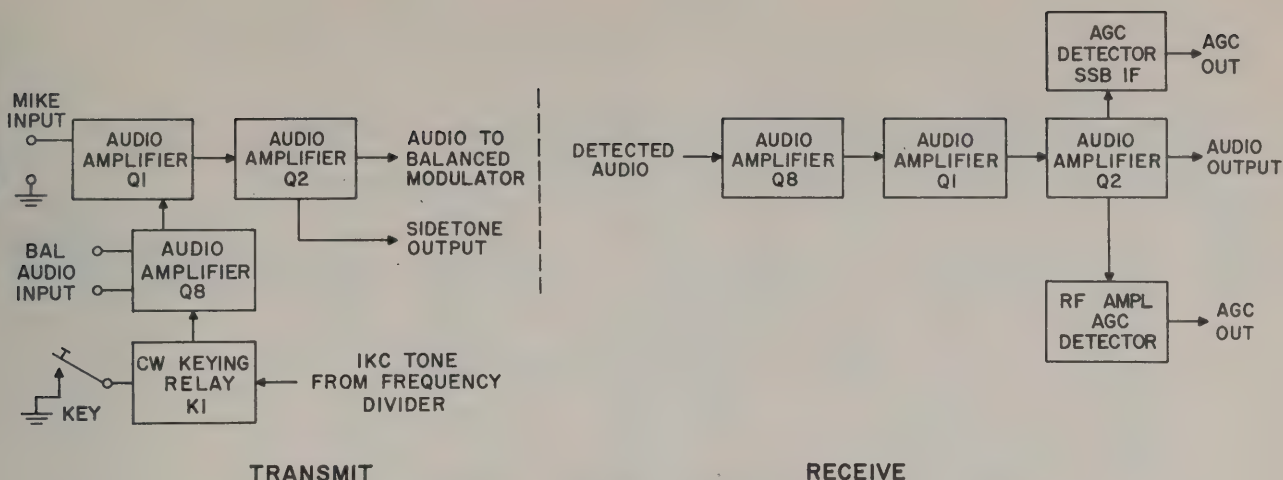 MIKE
INPUT
AUDIO
AMPLIFIER
Q1
AUDIO
AMPLIFIER
Q2
AUDIO TO
BALANCED
MODULATOR
SIDETONE
OUTPUT
BAL
AUDIO
INPUT
AUDIO
AMPLIFIER
Q8
KEY
CW KEYING
RELAY
K1
1KC TONE
FROM FREQUENCY
DIVIDER
TRANSMIT
DETECTED
AUDIO
AUDIO
AMPLIFIER
Q8
AUDIO
AMPLIFIER
Q1
AUDIO
AMPLIFIER
Q2
AUDIO
OUTPUT
AGC
DETECTOR
SSB IF
AGC
OUT
RF AMPL
AGC
DETECTOR
AGC
OUT
RECEIVE